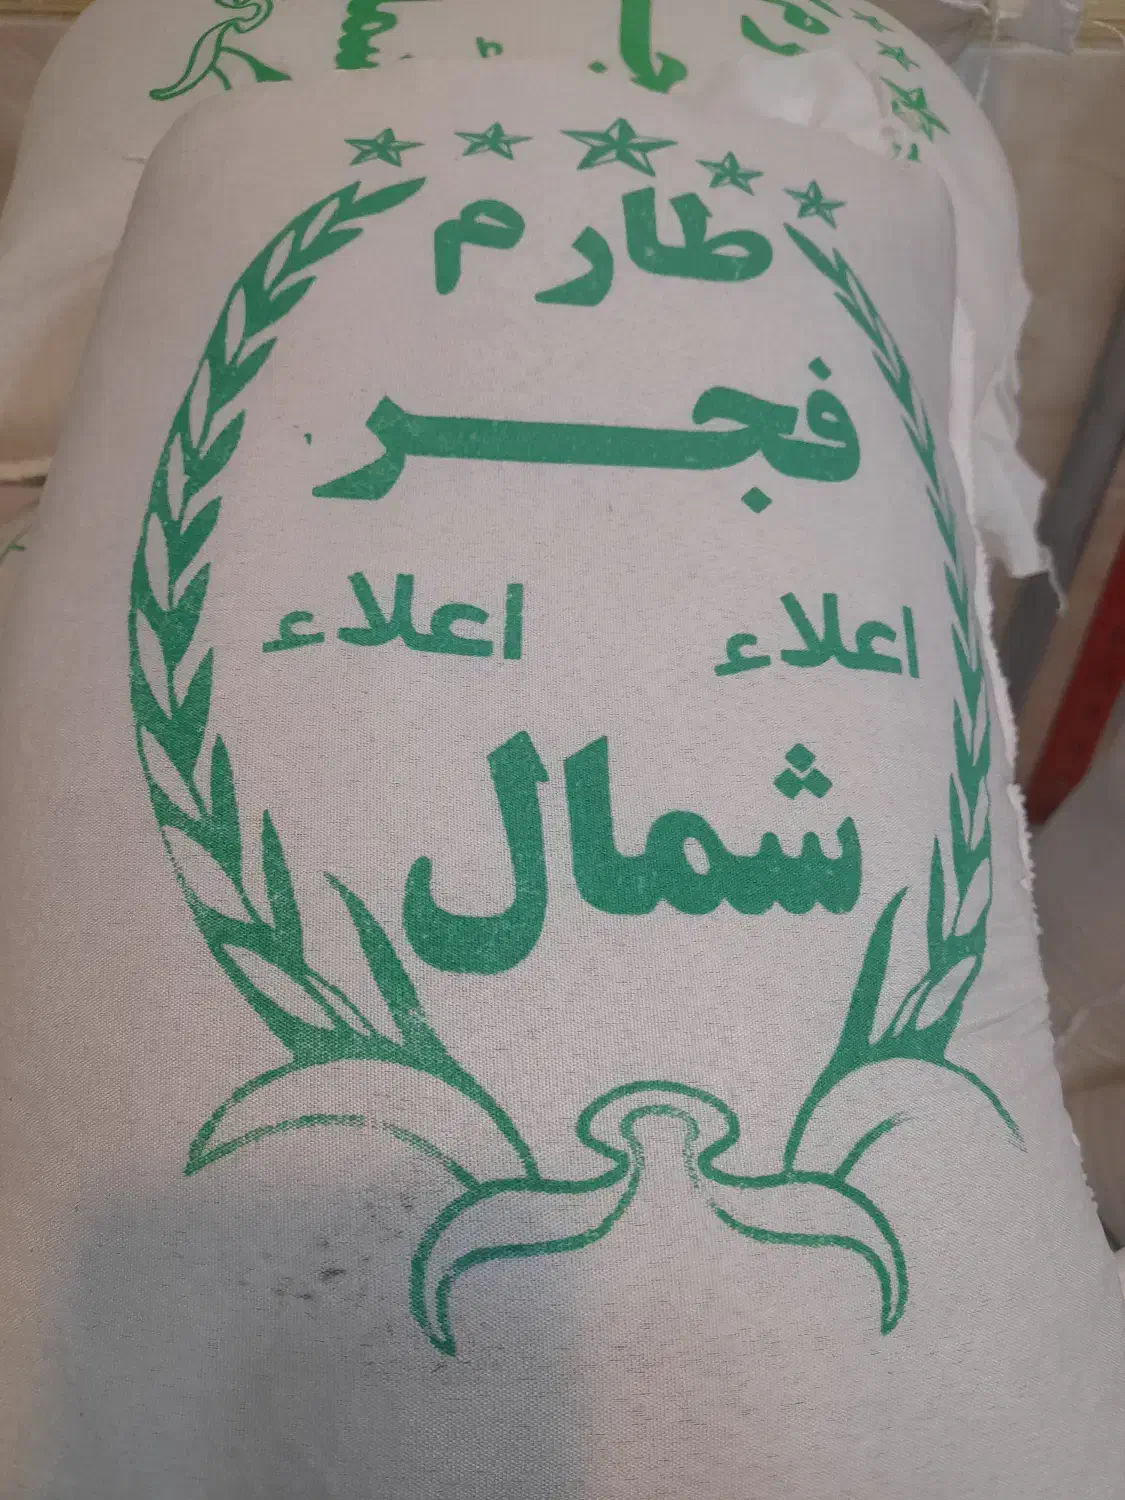 طارم
فجر
اعلاء اعلاء
شمال